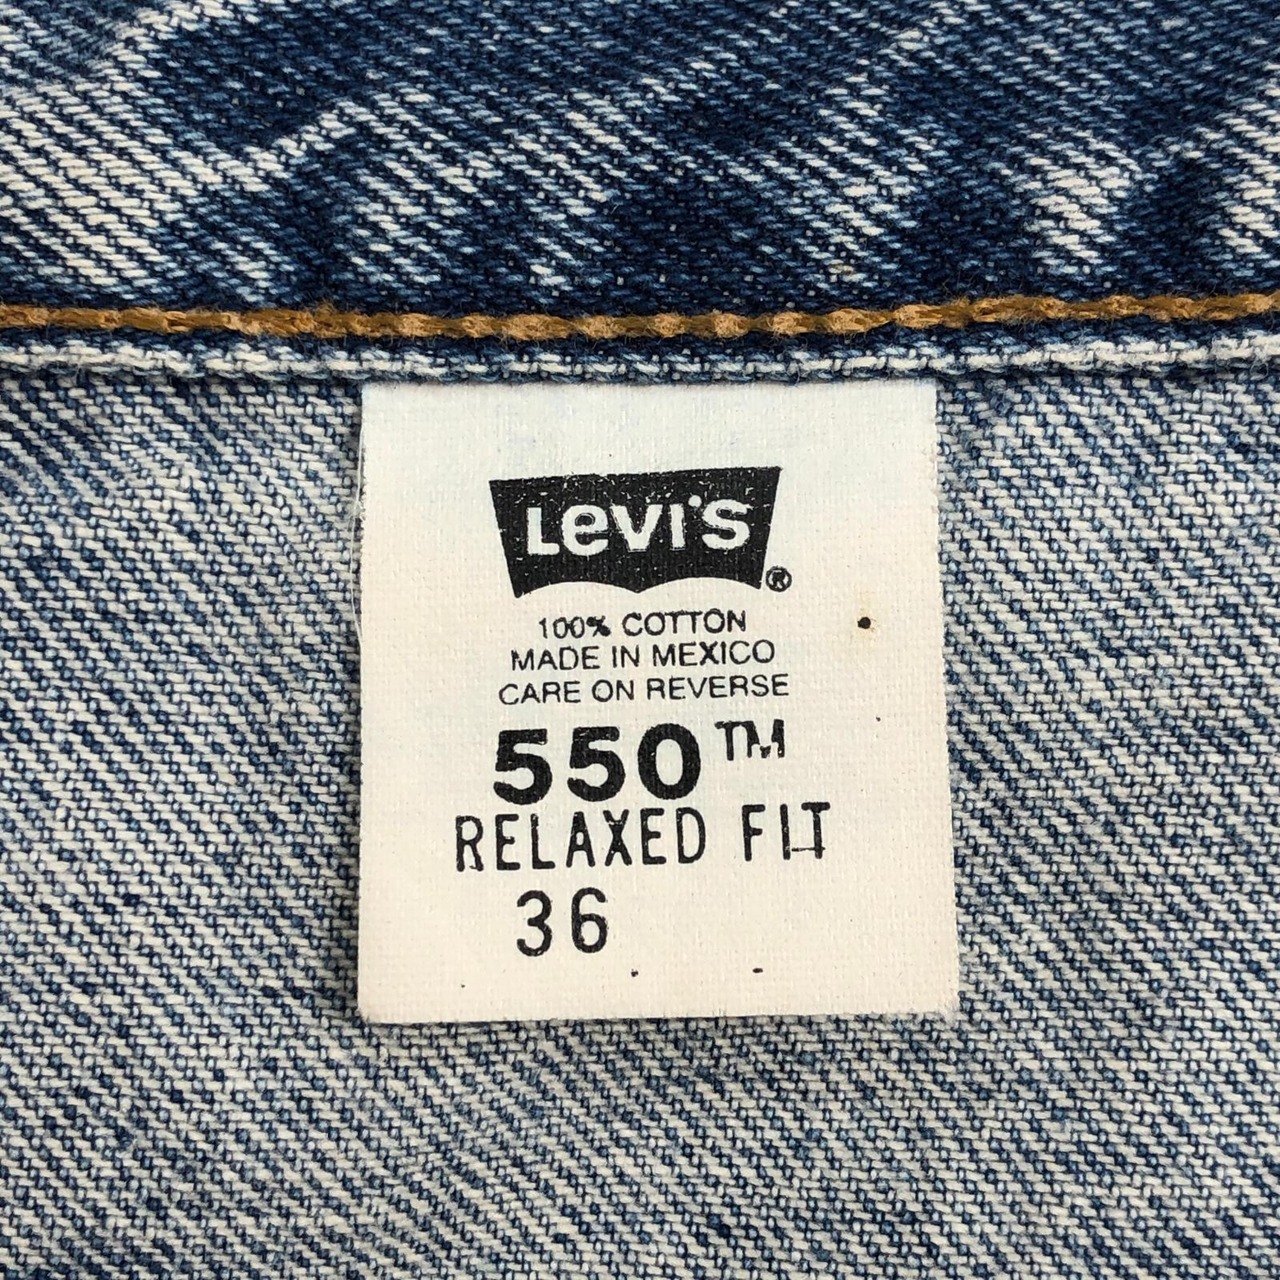 Levi's®
100% COTTON
MADE IN MEXICO
CARE ON REVERSE
550™
RELAXED FIT
36